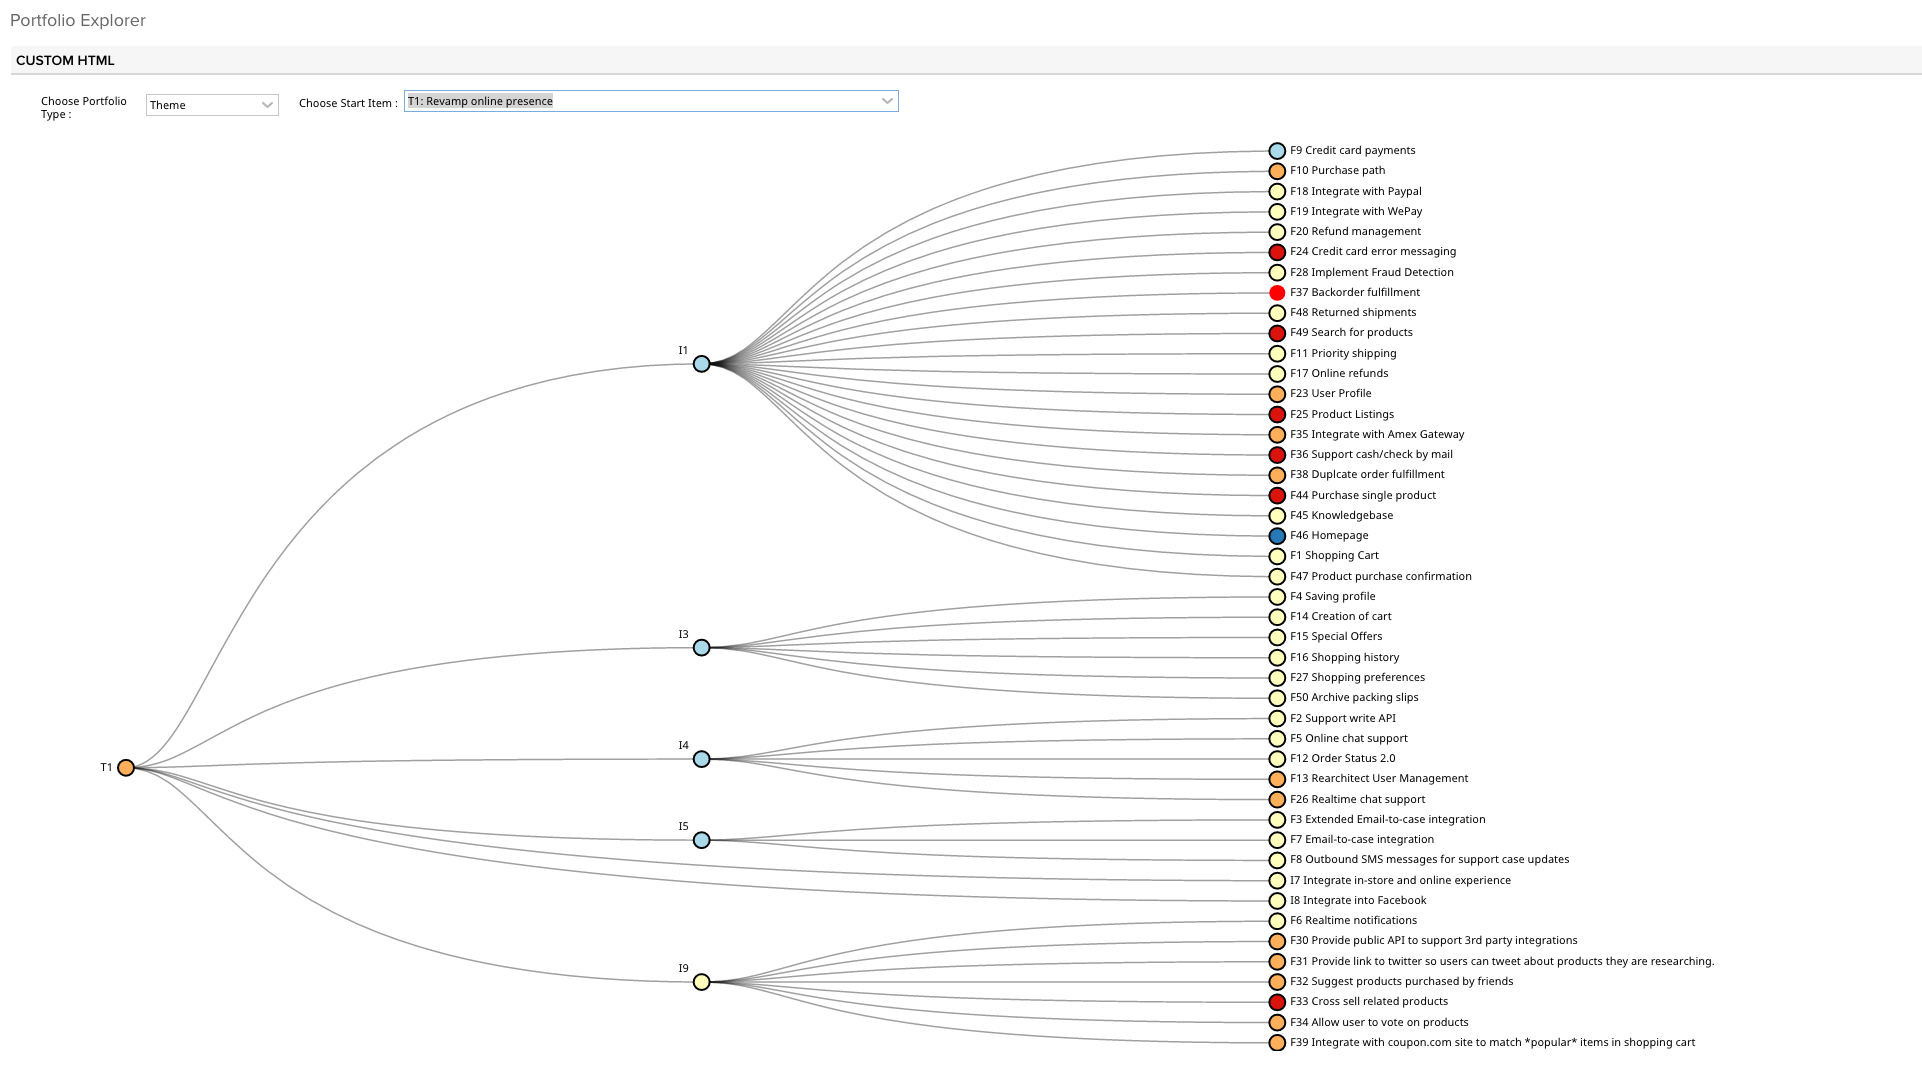 Portfolio Explorer
CUSTOM HTML
Choose Portfolio
Type :
Theme
Choose Start Item :
T1: Revamp online presence
F9 Credit card payments
F10 Purchase path
F18 Integrate with Paypal
F19 Integrate with WePay
F20 Refund management
F24 Credit card error messaging
F28 Implement Fraud Detection
F37 Backorder fulfillment
F48 Returned shipments
F49 Search for products
I1
F11 Priority shipping
F17 Online refunds
F23 User Profile
F25 Product Listings
F35 Integrate with Amex Gateway
F36 Support cash/check by mail
F38 Duplcate order fulfillment
F44 Purchase single product
F45 Knowledgebase
F46 Homepage
F1 Shopping Cart
F47 Product purchase confirmation
F4 Saving profile
F14 Creation of cart
I3
F15 Special Offers
F16 Shopping history
F27 Shopping preferences
F50 Archive packing slips
F2 Support write API
F5 Online chat support
I4
F12 Order Status 2.0
T1
F13 Rearchitect User Management
F26 Realtime chat support
F3 Extended Email-to-case integration
I5
F7 Email-to-case integration
F8 Outbound SMS messages for support case updates
I7 Integrate in-store and online experience
I8 Integrate into Facebook
F6 Realtime notifications
F30 Provide public API to support 3rd party integrations
F31 Provide link to twitter so users can tweet about products they are researching.
I9
F32 Suggest products purchased by friends
F33 Cross sell related products
F34 Allow user to vote on products
F39 Integrate with coupon.com site to match *popular* items in shopping cart